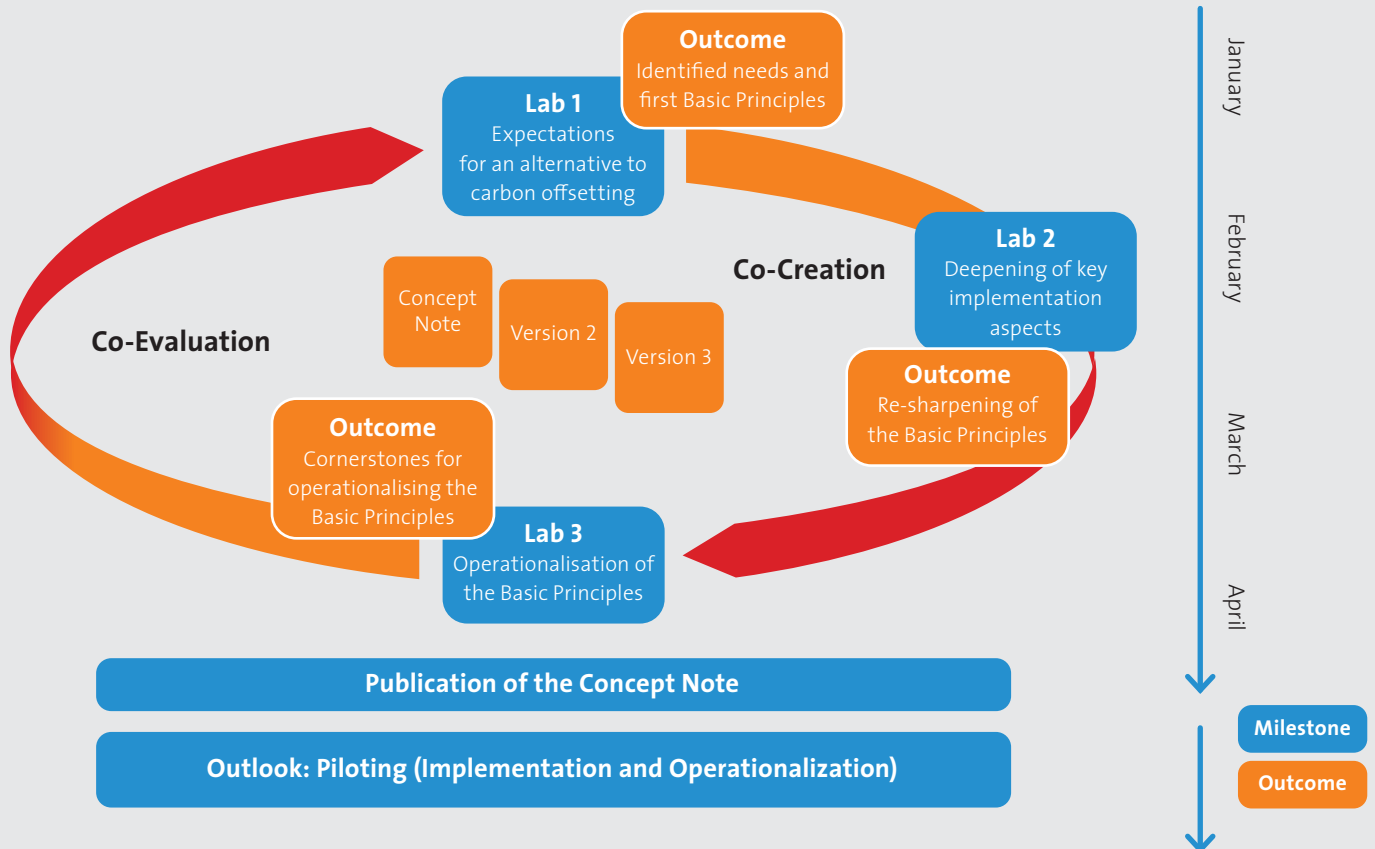 Outcome
Identified needs and
first Basic Principles
Lab 1
Expectations
for an alternative to
carbon offsetting
Lab 2
Deepening of key
implementation
aspects
Co-Creation
Concept
Note
Version 2
Version 3
Co-Evaluation
Outcome
Re-sharpening of
the Basic Principles
Outcome
Cornerstones for
operationalising the
Basic Principles
Lab 3
Operationalisation of
the Basic Principles
Publication of the Concept Note
Outlook: Piloting (Implementation and Operationalization)
January
February
March
April
Milestone
Outcome